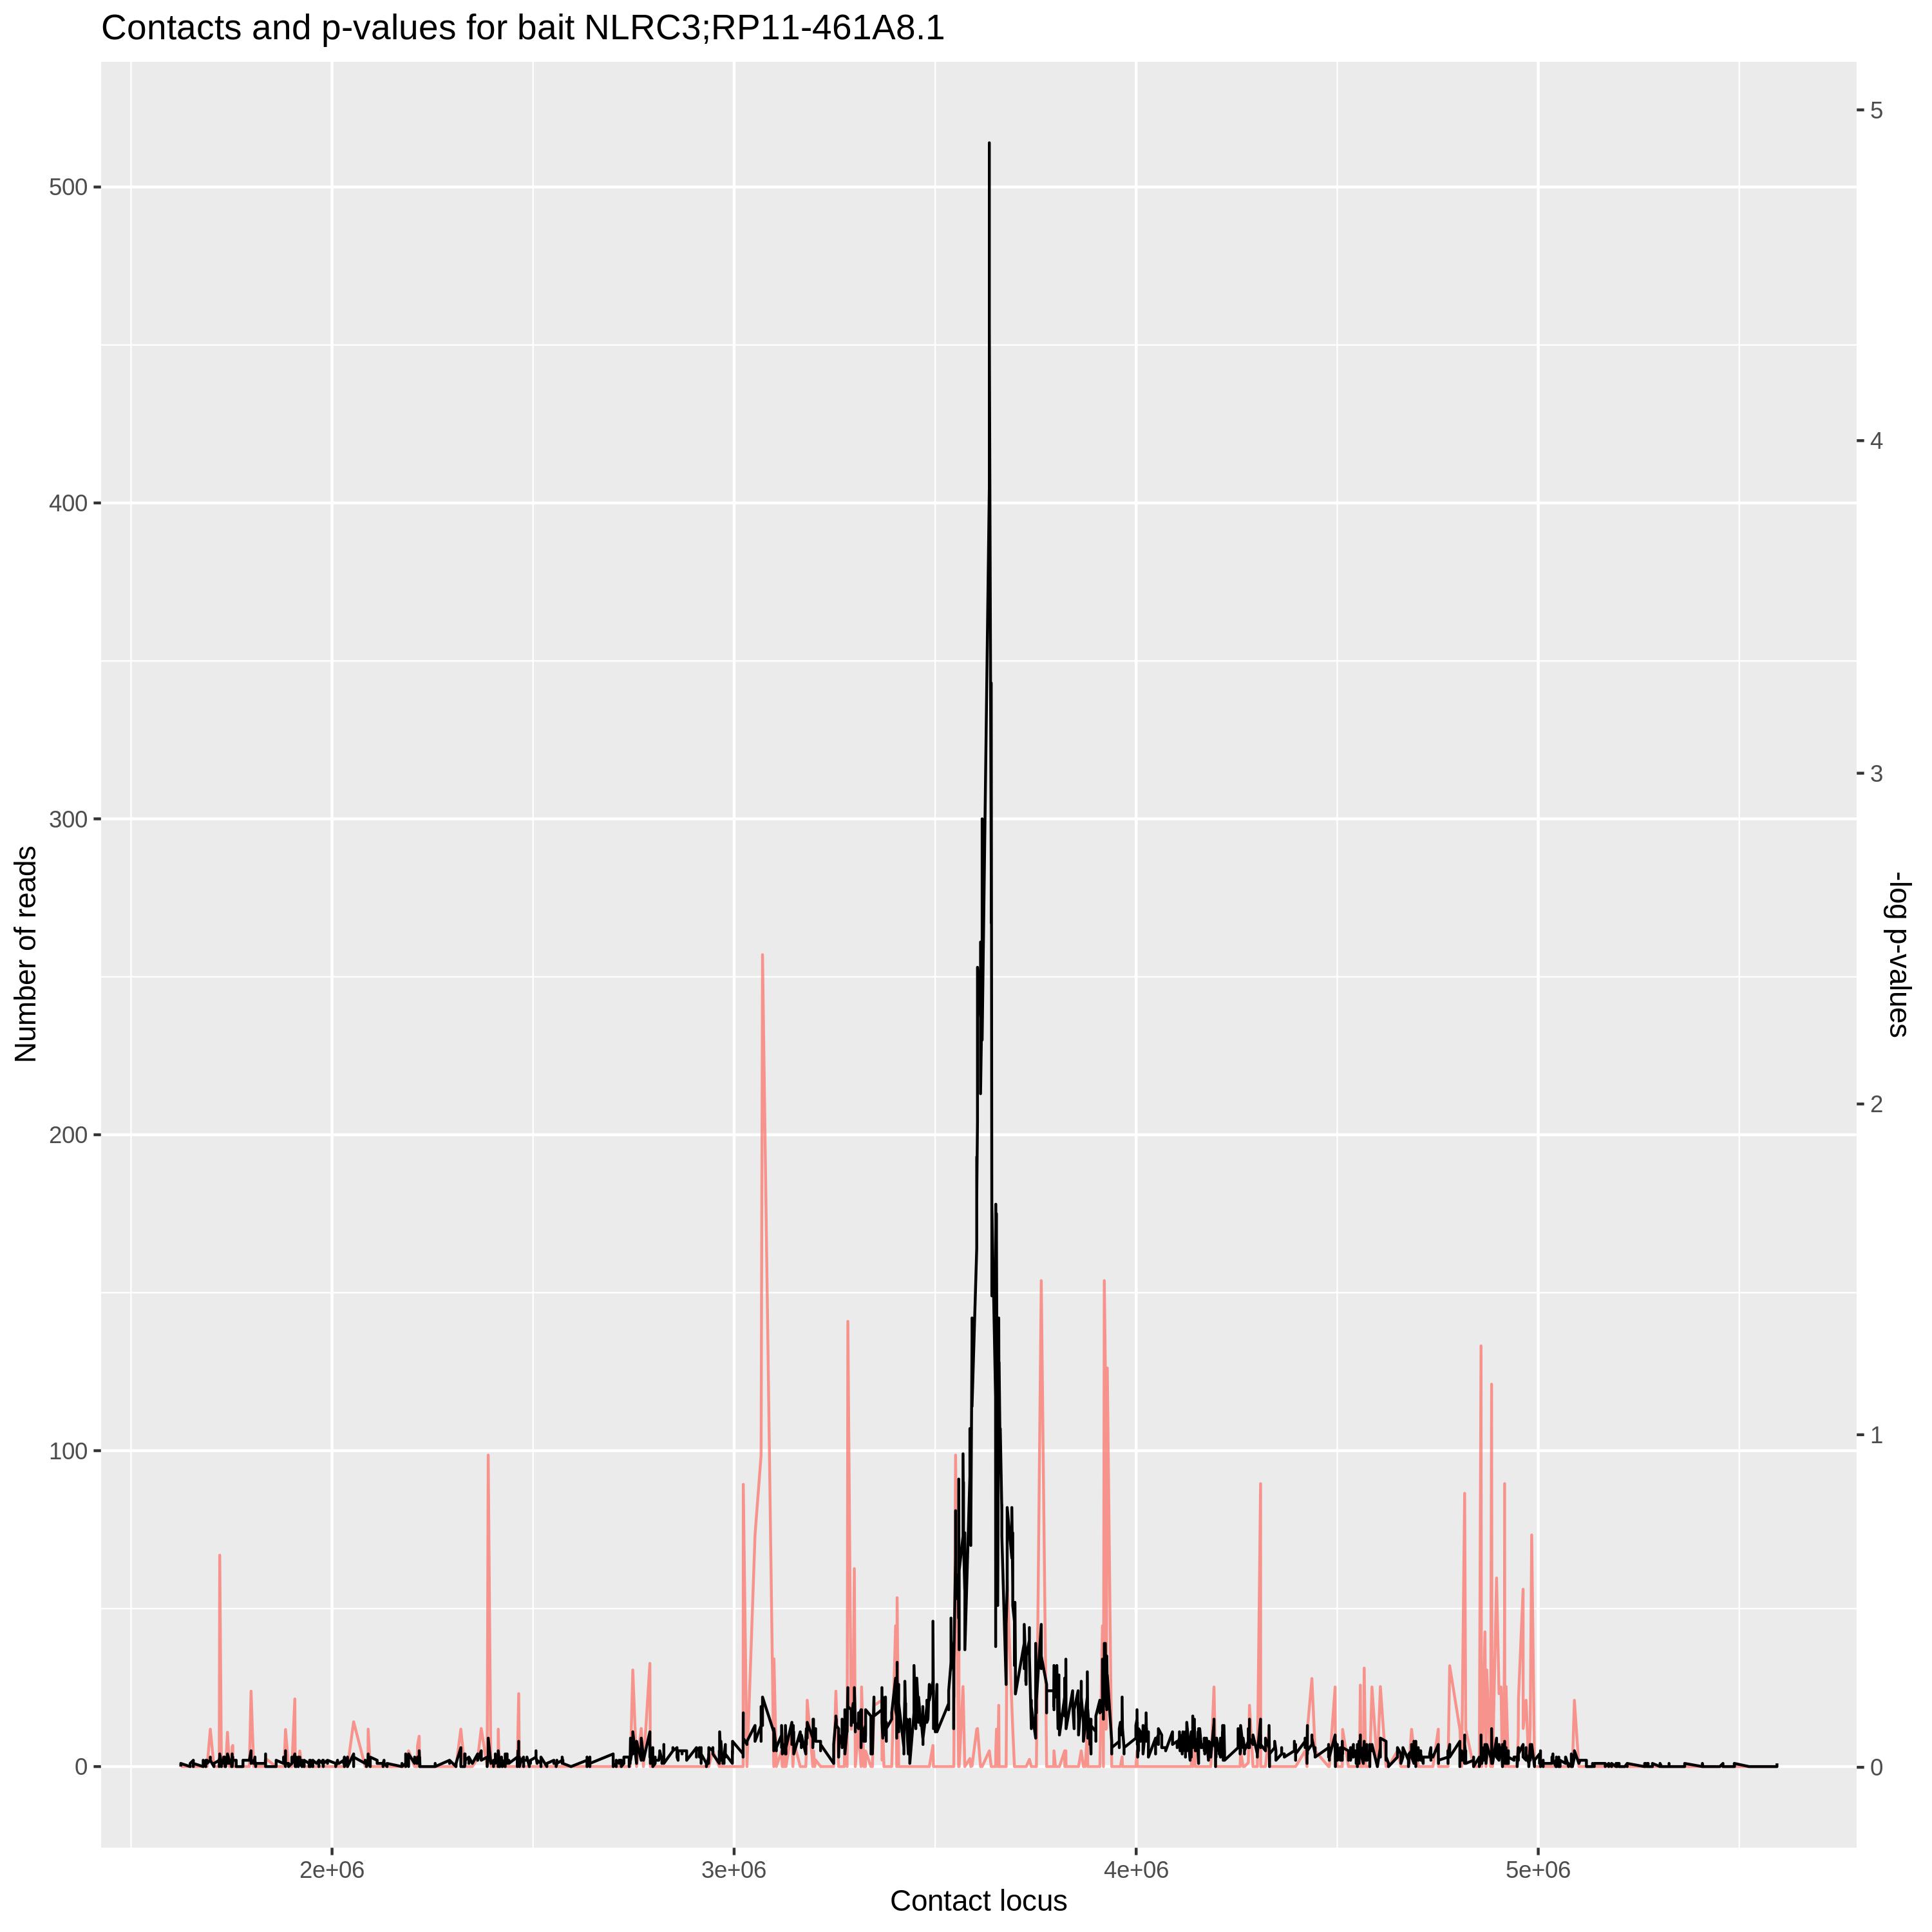 Contacts and p-values for bait NLRC3;RP11-461A8.1
500
400
300
200
100
0
Number of reads
5
4
3
2
1
0
-log p-values
2e+06
3e+06
4e+06
5e+06
Contact locus